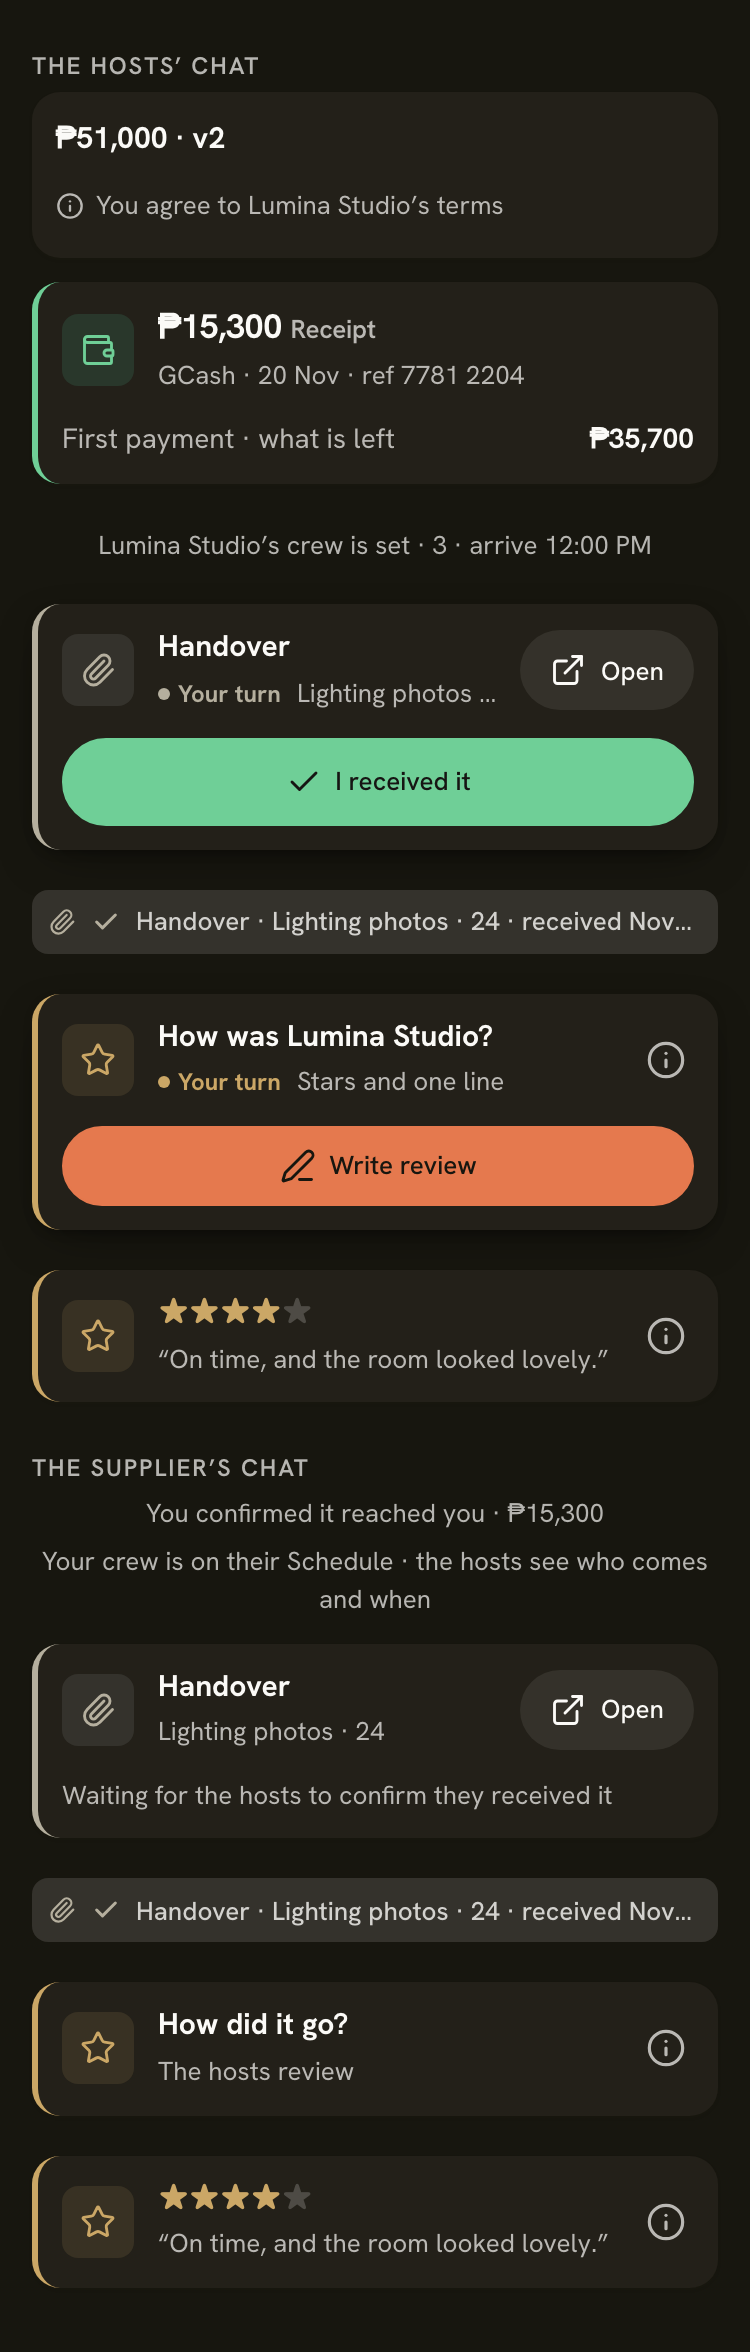 THE HOSTS’ CHAT
₱51,000 · v2
You agree to Lumina Studio’s terms
₱15,300 Receipt
GCash · 20 Nov · ref 7781 2204
First payment · what is left ₱35,700
Lumina Studio’s crew is set · 3 · arrive 12:00 PM
Handover
Your turn Lighting photos ...
Open
I received it
Handover · Lighting photos · 24 · received Nov...
How was Lumina Studio?
Your turn Stars and one line
Write review
“On time, and the room looked lovely.”
THE SUPPLIER’S CHAT
You confirmed it reached you · ₱15,300
Your crew is on their Schedule · the hosts see who comes
and when
Handover
Lighting photos · 24
Open
Waiting for the hosts to confirm they received it
Handover · Lighting photos · 24 · received Nov...
How did it go?
The hosts review
“On time, and the room looked lovely.”